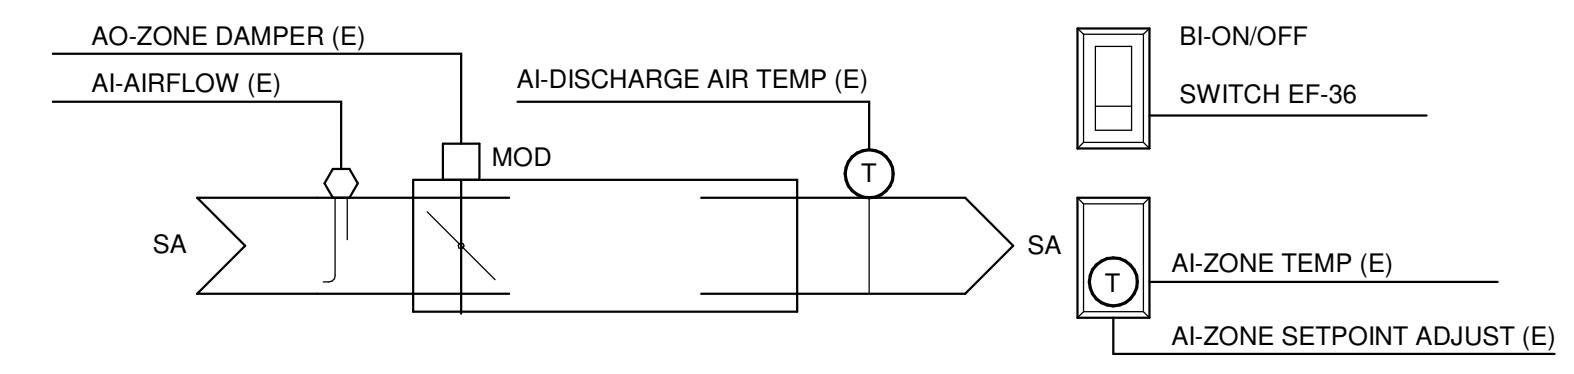 AO-ZONE DAMPER (E)
AI-AIRFLOW (E)
AI-DISCHARGE AIR TEMP (E)
BI-ON/OFF
SWITCH EF-36
MOD
T
SA
SA
T
AI-ZONE TEMP (E)
AI-ZONE SETPOINT ADJUST (E)